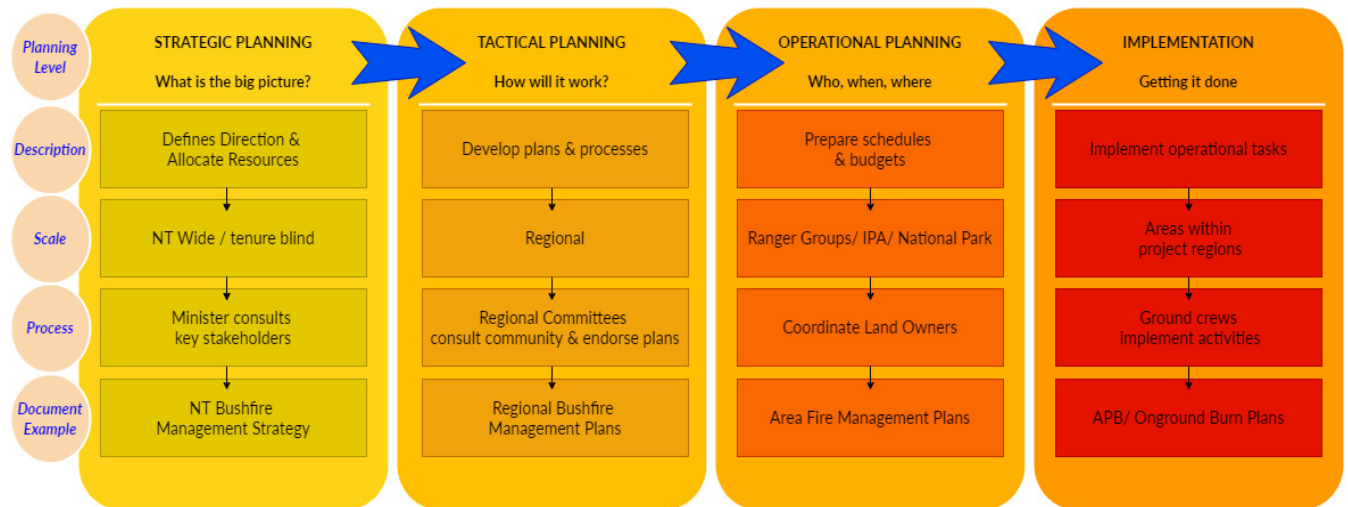 Planning
Level
STRATEGIC PLANNING
What is the big picture?
TACTICAL PLANNING
How will it work?
OPERATIONAL PLANNING
Who, when, where
IMPLEMENTATION
Getting it done
Description
Defines Direction &
Allocate Resources
Develop plans & processes
Prepare schedules
& budgets
Implement operational tasks
Scale
NT Wide / tenure blind
Regional
Ranger Groups/ IPA/ National Park
Areas within
project regions
Process
Minister consults
key stakeholders
Regional Committees
consult community & endorse plans
Coordinate Land Owners
Ground crews
implement activities
Document
Example
NT Bushfire
Management Strategy
Regional Bushfire
Management Plans
Area Fire Management Plans
APB/ Onground Burn Plans